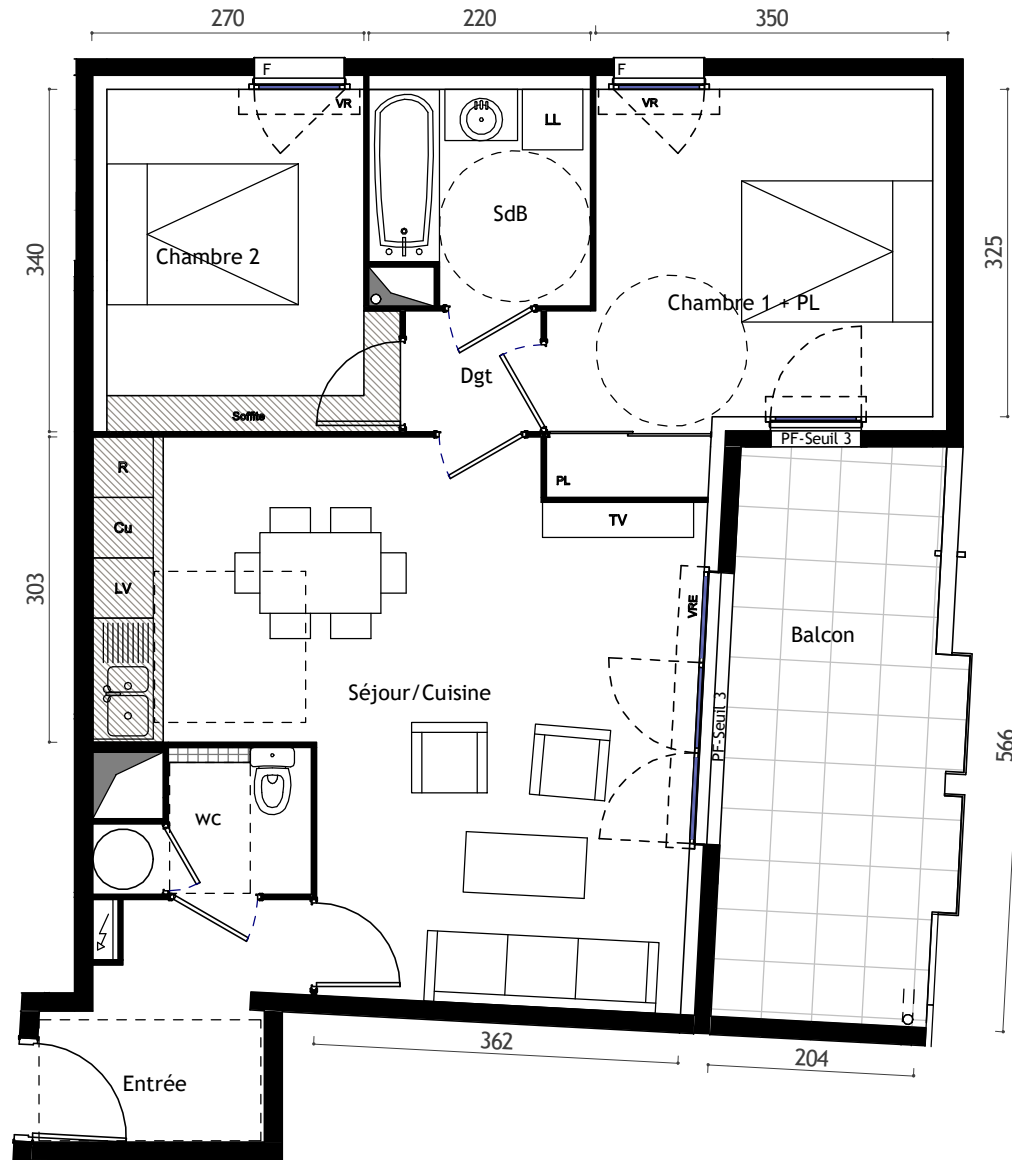 270
220
350
F
F
VR
VR
LL
SdB
Chambre 2
340
325
Chambre 1 + PL
Dgt
Soffite
PF-Seuil 3
R
PL
TV
Cu
LV
303
VRE
Balcon
Séjour/Cuisine
PF-Seuil 3
566
WC
362
204
Entrée